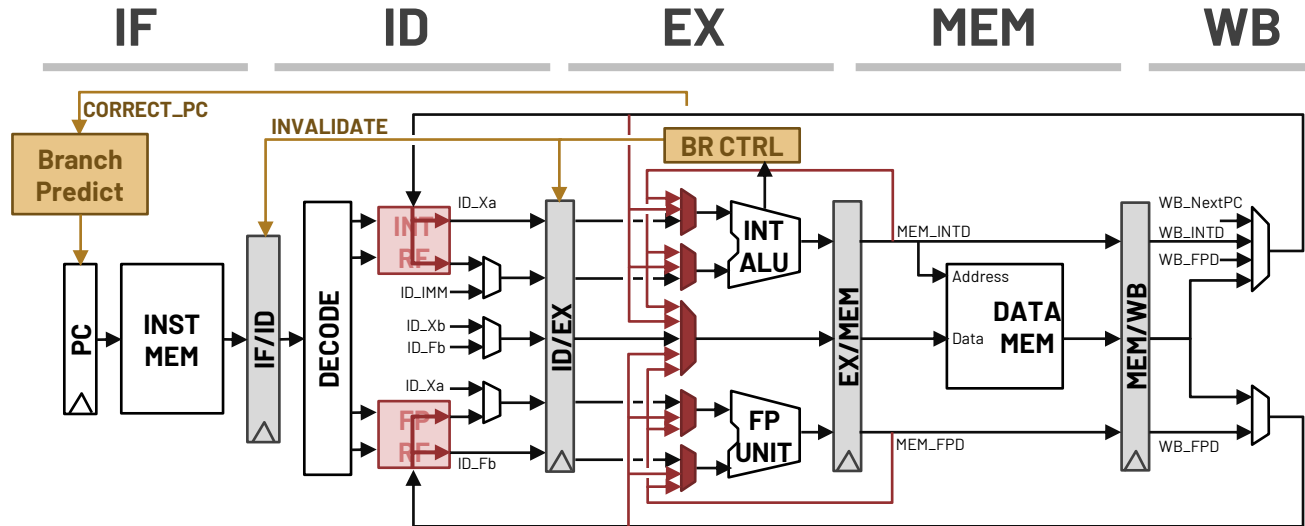 IF
ID
EX
MEM
WB
CORRECT_PC
INVALIDATE
BR CTRL
Branch
Predict
PC
INST
MEM
IF/ID
DECODE
INT
RF
FP
RF
ID_Xa
ID_IMM
ID_Xb
ID_Fb
ID_Xa
ID_Fb
ID/EX
INT
ALU
FP
UNIT
EX/MEM
MEM_INTD
Address
Data
DATA
MEM
MEM_FPD
MEM/WB
WB_NextPC
WB_INTD
WB_FPD
WB_FPD